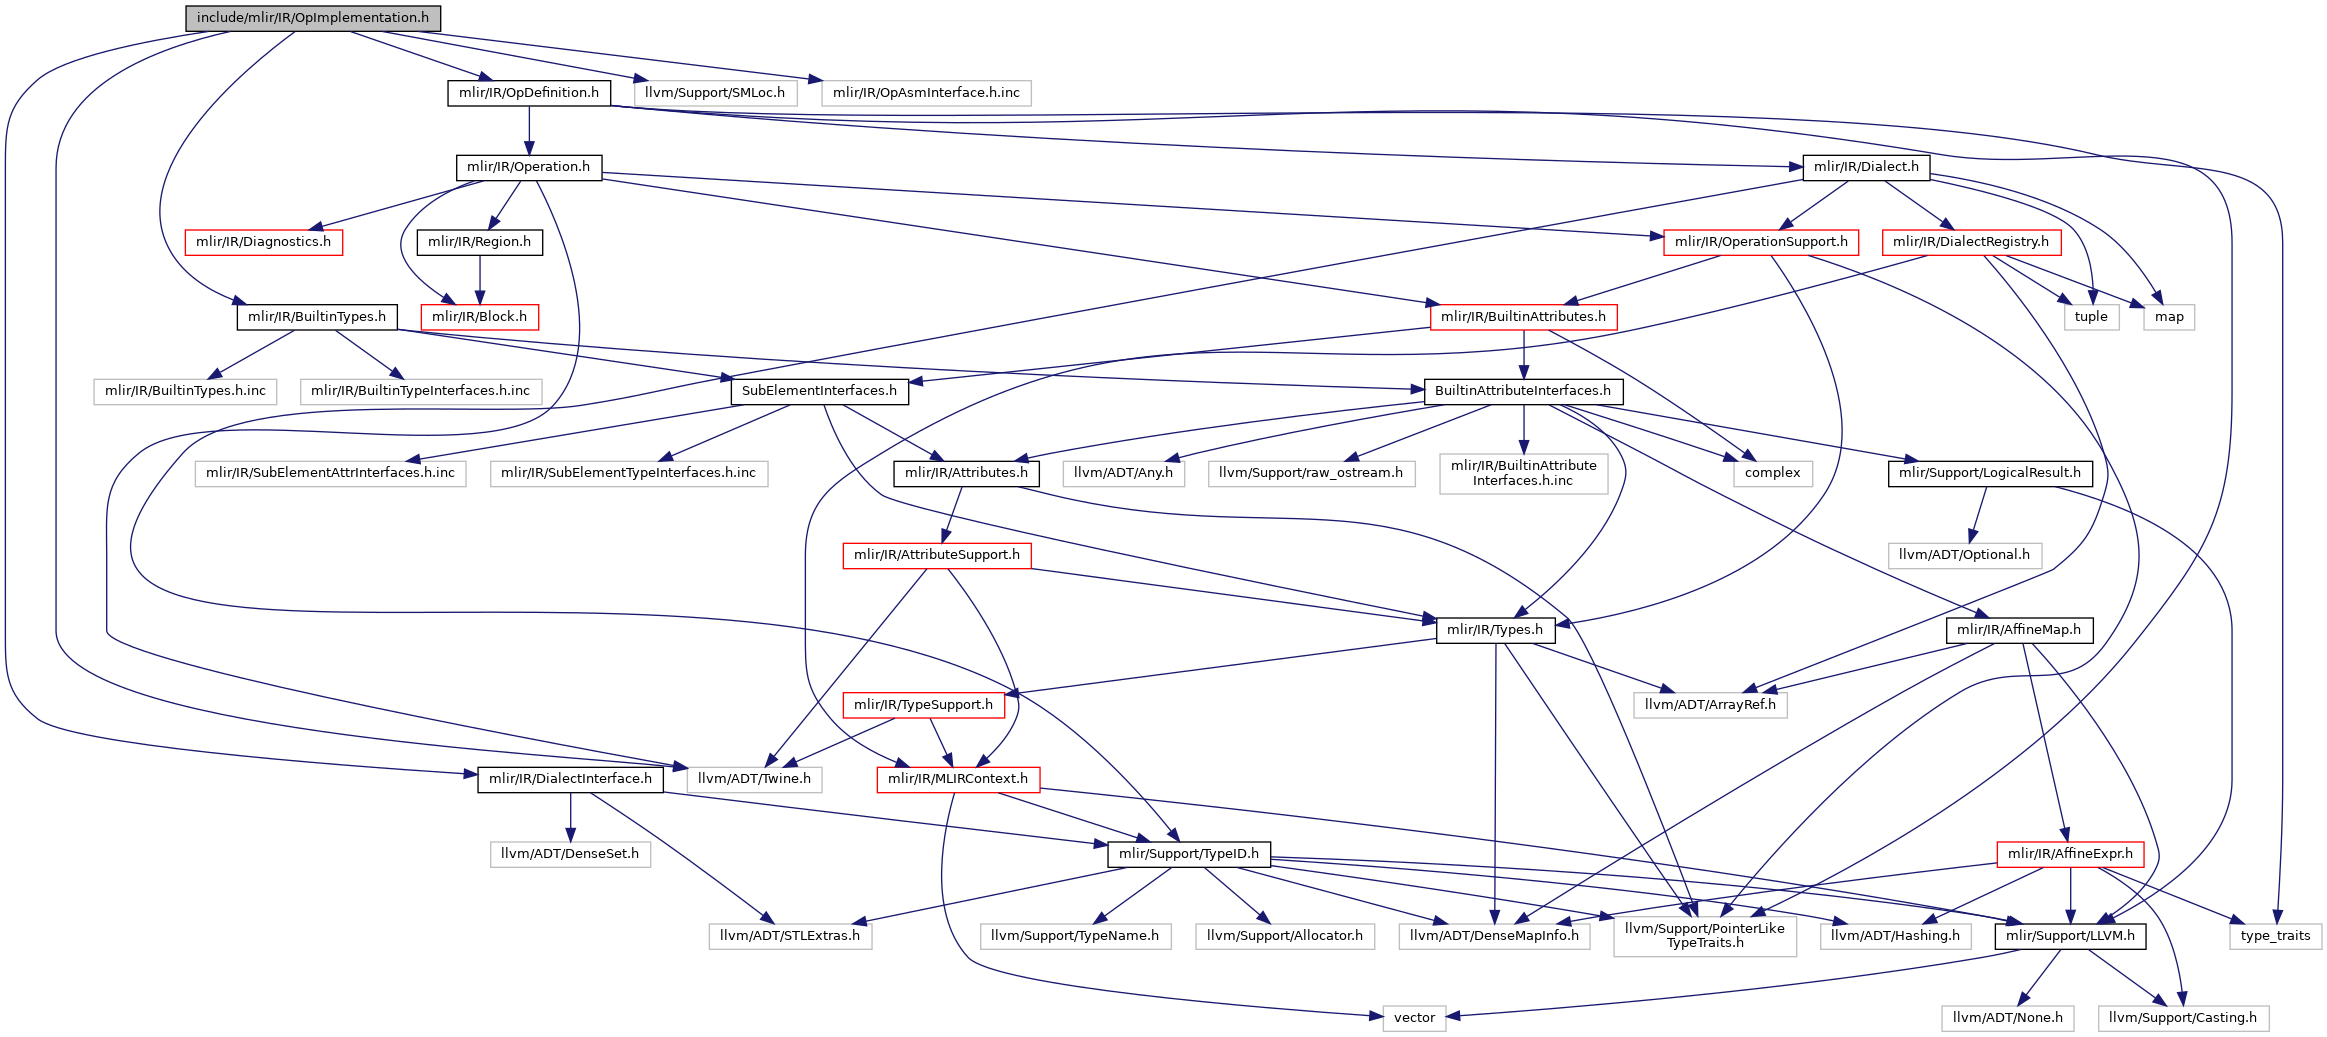 include/mlir/IR/OpImplementation.h
mlir/IR/OpDefinition.h
llvm/Support/SMLoc.h
mlir/IR/OpAsmInterface.h.inc
mlir/IR/Operation.h
mlir/IR/Dialect.h
mlir/IR/Diagnostics.h
mlir/IR/Region.h
mlir/IR/OperationSupport.h
mlir/IR/DialectRegistry.h
mlir/IR/BuiltinTypes.h
mlir/IR/Block.h
mlir/IR/BuiltinAttributes.h
tuple
map
mlir/IR/BuiltinTypes.h.inc
mlir/IR/BuiltinTypeInterfaces.h.inc
SubElementInterfaces.h
BuiltinAttributeInterfaces.h
mlir/IR/SubElementAttrInterfaces.h.inc
mlir/IR/SubElementTypeInterfaces.h.inc
mlir/IR/Attributes.h
llvm/ADT/Any.h
llvm/Support/raw_ostream.h
mlir/IR/BuiltinAttribute
Interfaces.h.inc
complex
mlir/Support/LogicalResult.h
mlir/IR/AttributeSupport.h
llvm/ADT/Optional.h
mlir/IR/Types.h
mlir/IR/AffineMap.h
mlir/IR/TypeSupport.h
llvm/ADT/ArrayRef.h
mlir/IR/DialectInterface.h
llvm/ADT/Twine.h
mlir/IR/MLIRContext.h
llvm/ADT/DenseSet.h
mlir/Support/TypeID.h
mlir/IR/AffineExpr.h
llvm/ADT/STLExtras.h
llvm/Support/TypeName.h
llvm/Support/Allocator.h
llvm/ADT/DenseMapInfo.h
llvm/Support/PointerLike
TypeTraits.h
llvm/ADT/Hashing.h
mlir/Support/LLVM.h
type_traits
vector
llvm/ADT/None.h
llvm/Support/Casting.h